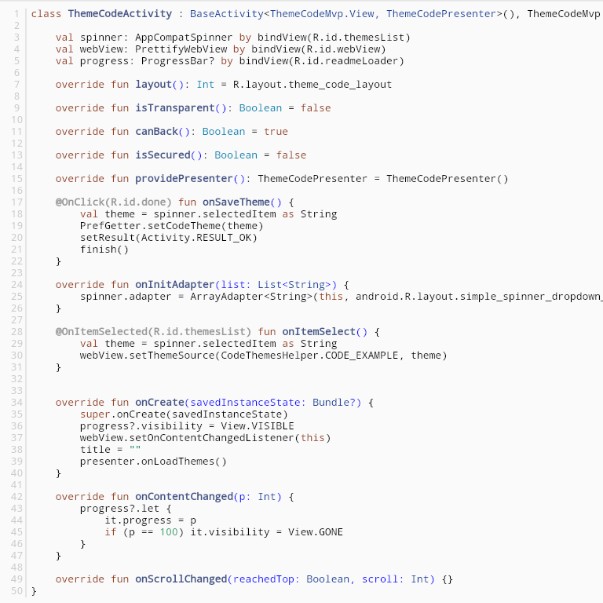 1 class ThemeCodeActivity : BaseActivity<ThemeCodeMvp.View, ThemeCodePresenter>(), ThemeCodeMvp
2
3     val spinner: AppCompatSpinner by bindView(R.id.themesList)
4     val webView: PrettifyWebView by bindView(R.id.webView)
5     val progress: ProgressBar? by bindView(R.id.readmeLoader)
6
7     override fun layout(): Int = R.layout.theme_code_layout
8
9     override fun isTransparent(): Boolean = false
10
11     override fun canBack(): Boolean = true
12
13     override fun isSecured(): Boolean = false
14
15     override fun providePresenter(): ThemeCodePresenter = ThemeCodePresenter()
16
17     @OnClick(R.id.done) fun onSaveTheme() {
18         val theme = spinner.selectedItem as String
19         PrefGetter.setCodeTheme(theme)
20         setResult(Activity.RESULT_OK)
21         finish()
22     }
23
24     override fun onInitAdapter(list: List<String>) {
25         spinner.adapter = ArrayAdapter<String>(this, android.R.layout.simple_spinner_dropdown_
26     }
27
28     @OnItemSelected(R.id.themesList) fun onItemSelect() {
29         val theme = spinner.selectedItem as String
30         webView.setThemeSource(CodeThemesHelper.CODE_EXAMPLE, theme)
31     }
32
33
34     override fun onCreate(savedInstanceState: Bundle?) {
35         super.onCreate(savedInstanceState)
36         progress?.visibility = View.VISIBLE
37         webView.setOnContentChangedListener(this)
38         title = ""
39         presenter.onLoadThemes()
40     }
41
42     override fun onContentChanged(p: Int) {
43         progress?.let {
44             it.progress = p
45             if (p == 100) it.visibility = View.GONE
46         }
47     }
48
49     override fun onScrollChanged(reachedTop: Boolean, scroll: Int) {}
50 }